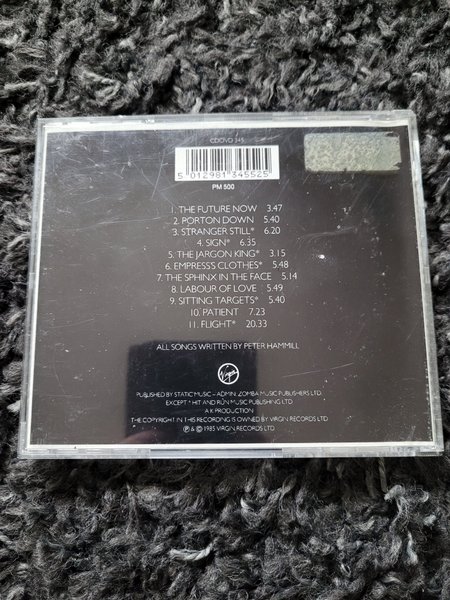 CDOVD 345
5 012981 345525
PM 500
1. THE FUTURE NOW 3.47
2. PORTON DOWN 5.40
3. STRANGER STILL* 6.20
4. SIGN* 6.35
5. THE JARGON KING* 3.15
6. EMPRESS'S CLOTHES* 5.48
7. THE SPHINX IN THE FACE 5.14
8. LABOUR OF LOVE 5.49
9. SITTING TARGETS* 5.40
10. PATIENT 7.23
11. FLIGHT* 20.33
ALL SONGS WRITTEN BY PETER HAMMILL
Virgin
PUBLISHED BY STATIC MUSIC – ADMIN: ZOMBA MUSIC PUBLISHERS LTD
EXCEPT * HIT AND RUN MUSIC PUBLISHING LTD
A K PRODUCTION
THE COPYRIGHT IN THIS RECORDING IS OWNED BY VIRGIN RECORDS LTD
℗ & © 1985 VIRGIN RECORDS LTD